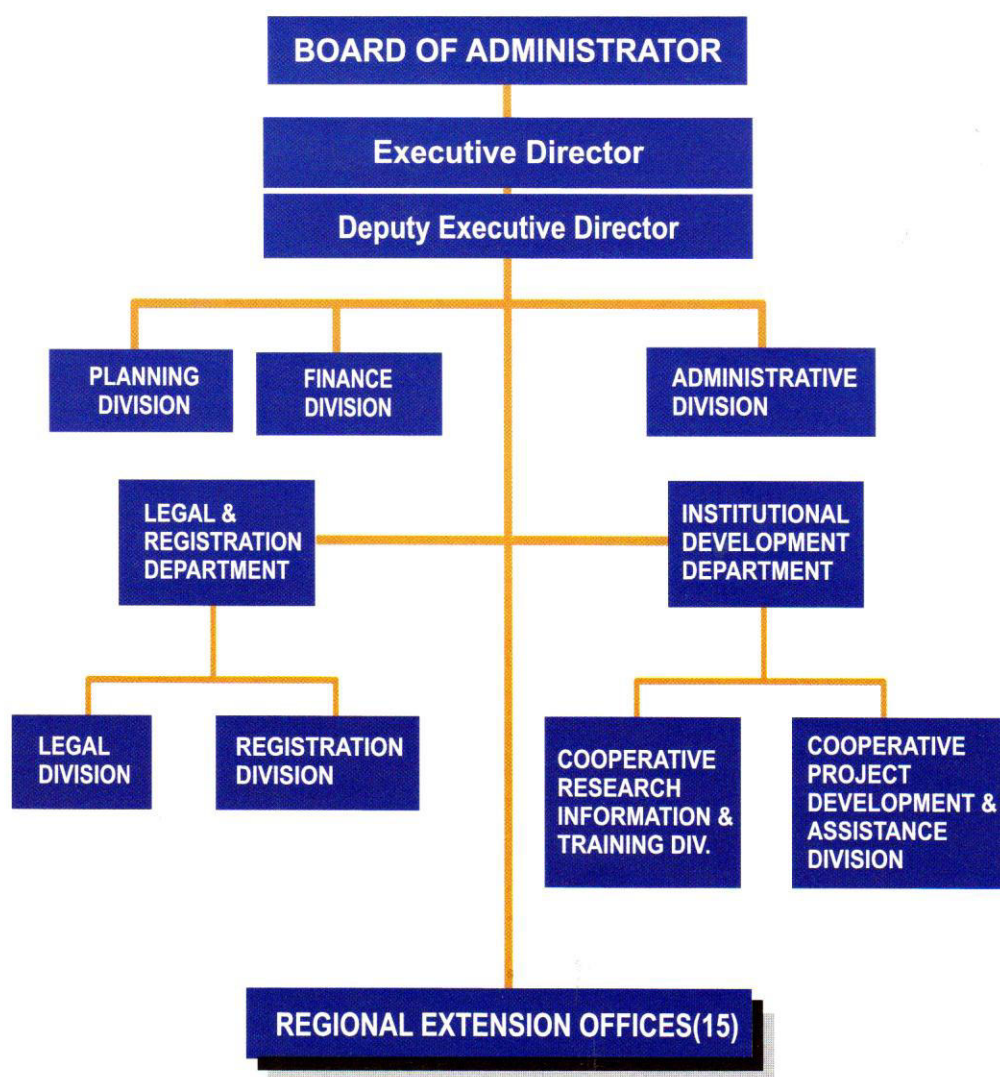 BOARD OF ADMINISTRATOR
Executive Director
Deputy Executive Director
PLANNING
DIVISION
FINANCE
DIVISION
ADMINISTRATIVE
DIVISION
LEGAL &
REGISTRATION
DEPARTMENT
INSTITUTIONAL
DEVELOPMENT
DEPARTMENT
LEGAL
DIVISION
REGISTRATION
DIVISION
COOPERATIVE
RESEARCH
INFORMATION &
TRAINING DIV.
COOPERATIVE
PROJECT
DEVELOPMENT &
ASSISTANCE
DIVISION
REGIONAL EXTENSION OFFICES(15)